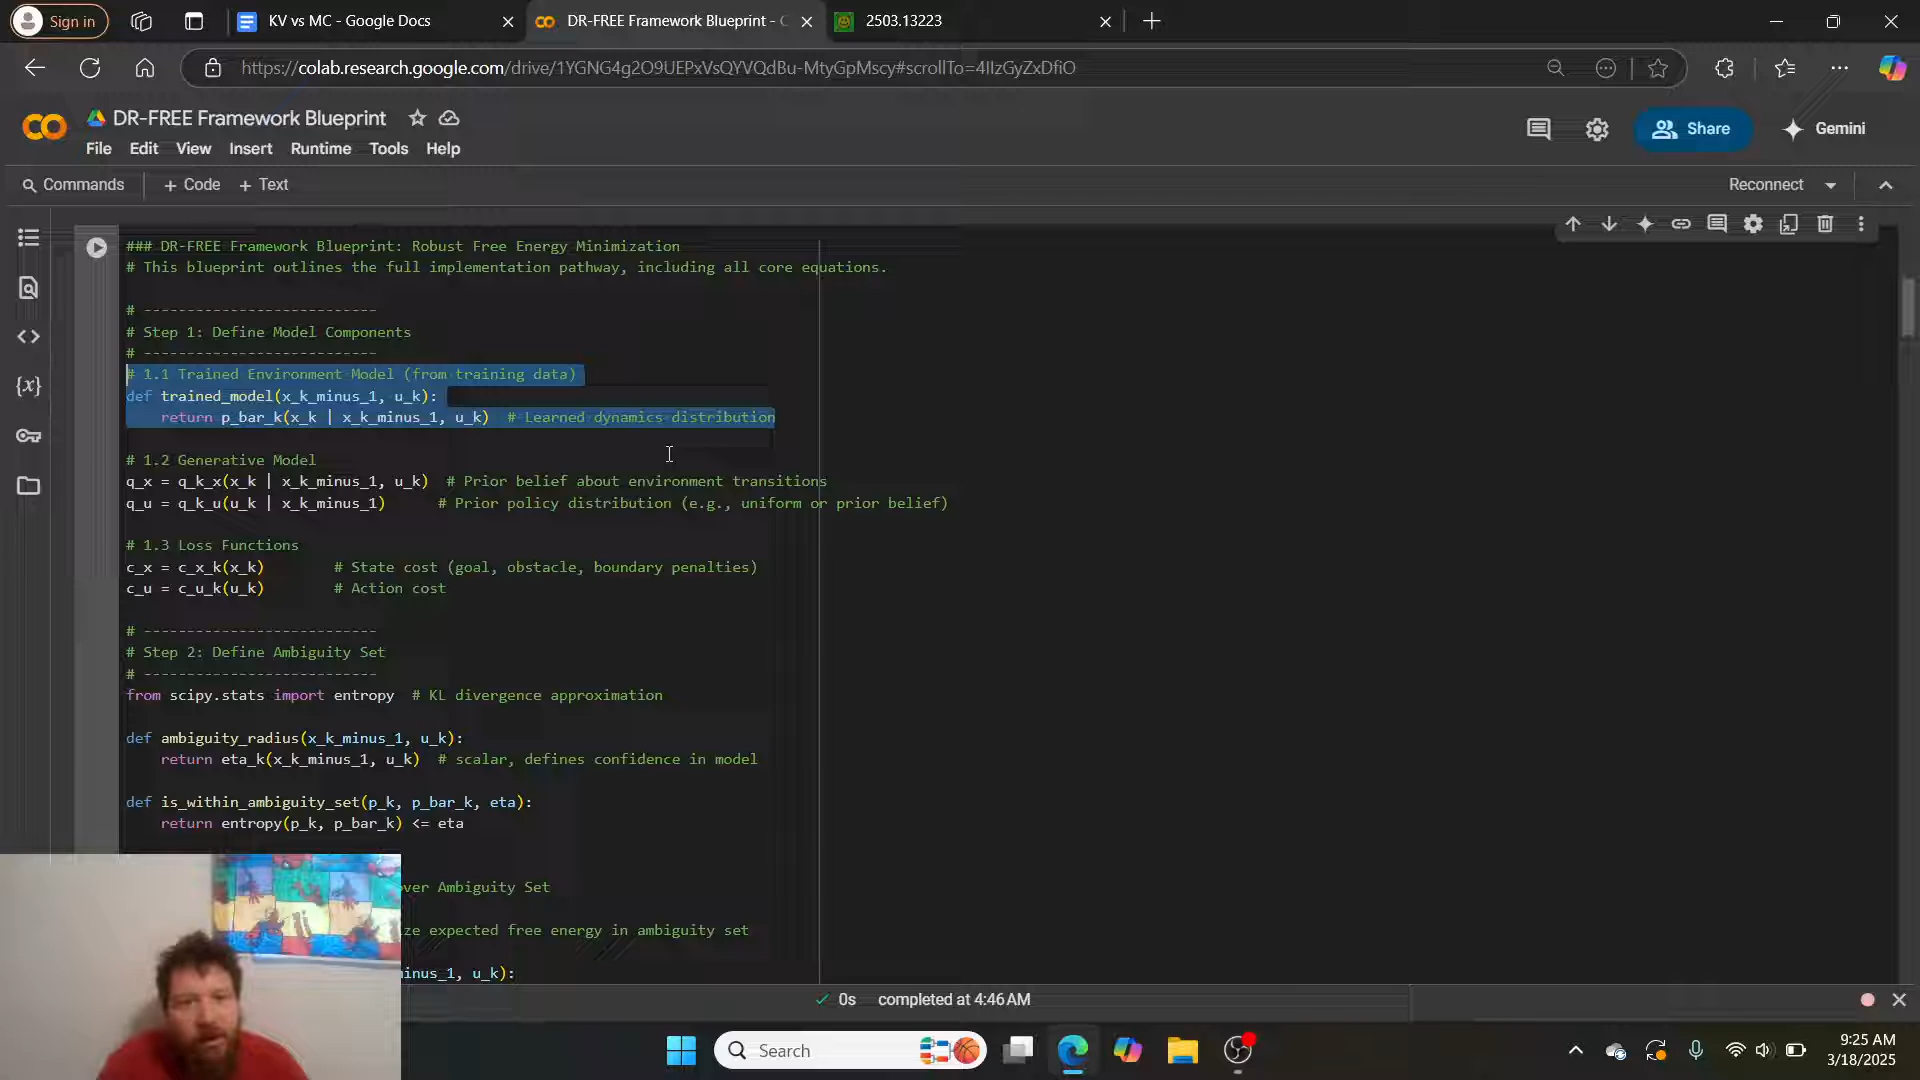 Sign in
KV vs MC - Google Docs
DR-FREE Framework Blueprint - C
2503.13223
https://colab.research.google.com/drive/1YGNG4g2O9UEPxVsQYVQdBu-MtyGpMscy#scrollTo=4IIzGyZxDfiO
DR-FREE Framework Blueprint
File Edit View Insert Runtime Tools Help
Share
Gemini
Commands + Code + Text
Reconnect
### DR-FREE Framework Blueprint: Robust Free Energy Minimization
# This blueprint outlines the full implementation pathway, including all core equations.
# ---------------------------
# Step 1: Define Model Components
# ---------------------------
# 1.1 Trained Environment Model (from training data)
def trained_model(x_k_minus_1, u_k):
return p_bar_k(x_k | x_k_minus_1, u_k) # Learned dynamics distribution
# 1.2 Generative Model
q_x = q_k_x(x_k | x_k_minus_1, u_k) # Prior belief about environment transitions
q_u = q_k_u(u_k | x_k_minus_1) # Prior policy distribution (e.g., uniform or prior belief)
# 1.3 Loss Functions
c_x = c_x_k(x_k) # State cost (goal, obstacle, boundary penalties)
c_u = c_u_k(u_k) # Action cost
# ---------------------------
# Step 2: Define Ambiguity Set
# ---------------------------
from scipy.stats import entropy # KL divergence approximation
def ambiguity_radius(x_k_minus_1, u_k):
return eta_k(x_k_minus_1, u_k) # scalar, defines confidence in model
def is_within_ambiguity_set(p_k, p_bar_k, eta):
return entropy(p_k, p_bar_k) <= eta
over Ambiguity Set
ze expected free energy in ambiguity set
minus_1, u_k):
0s completed at 4:46 AM
Search
9:25 AM
3/18/2025